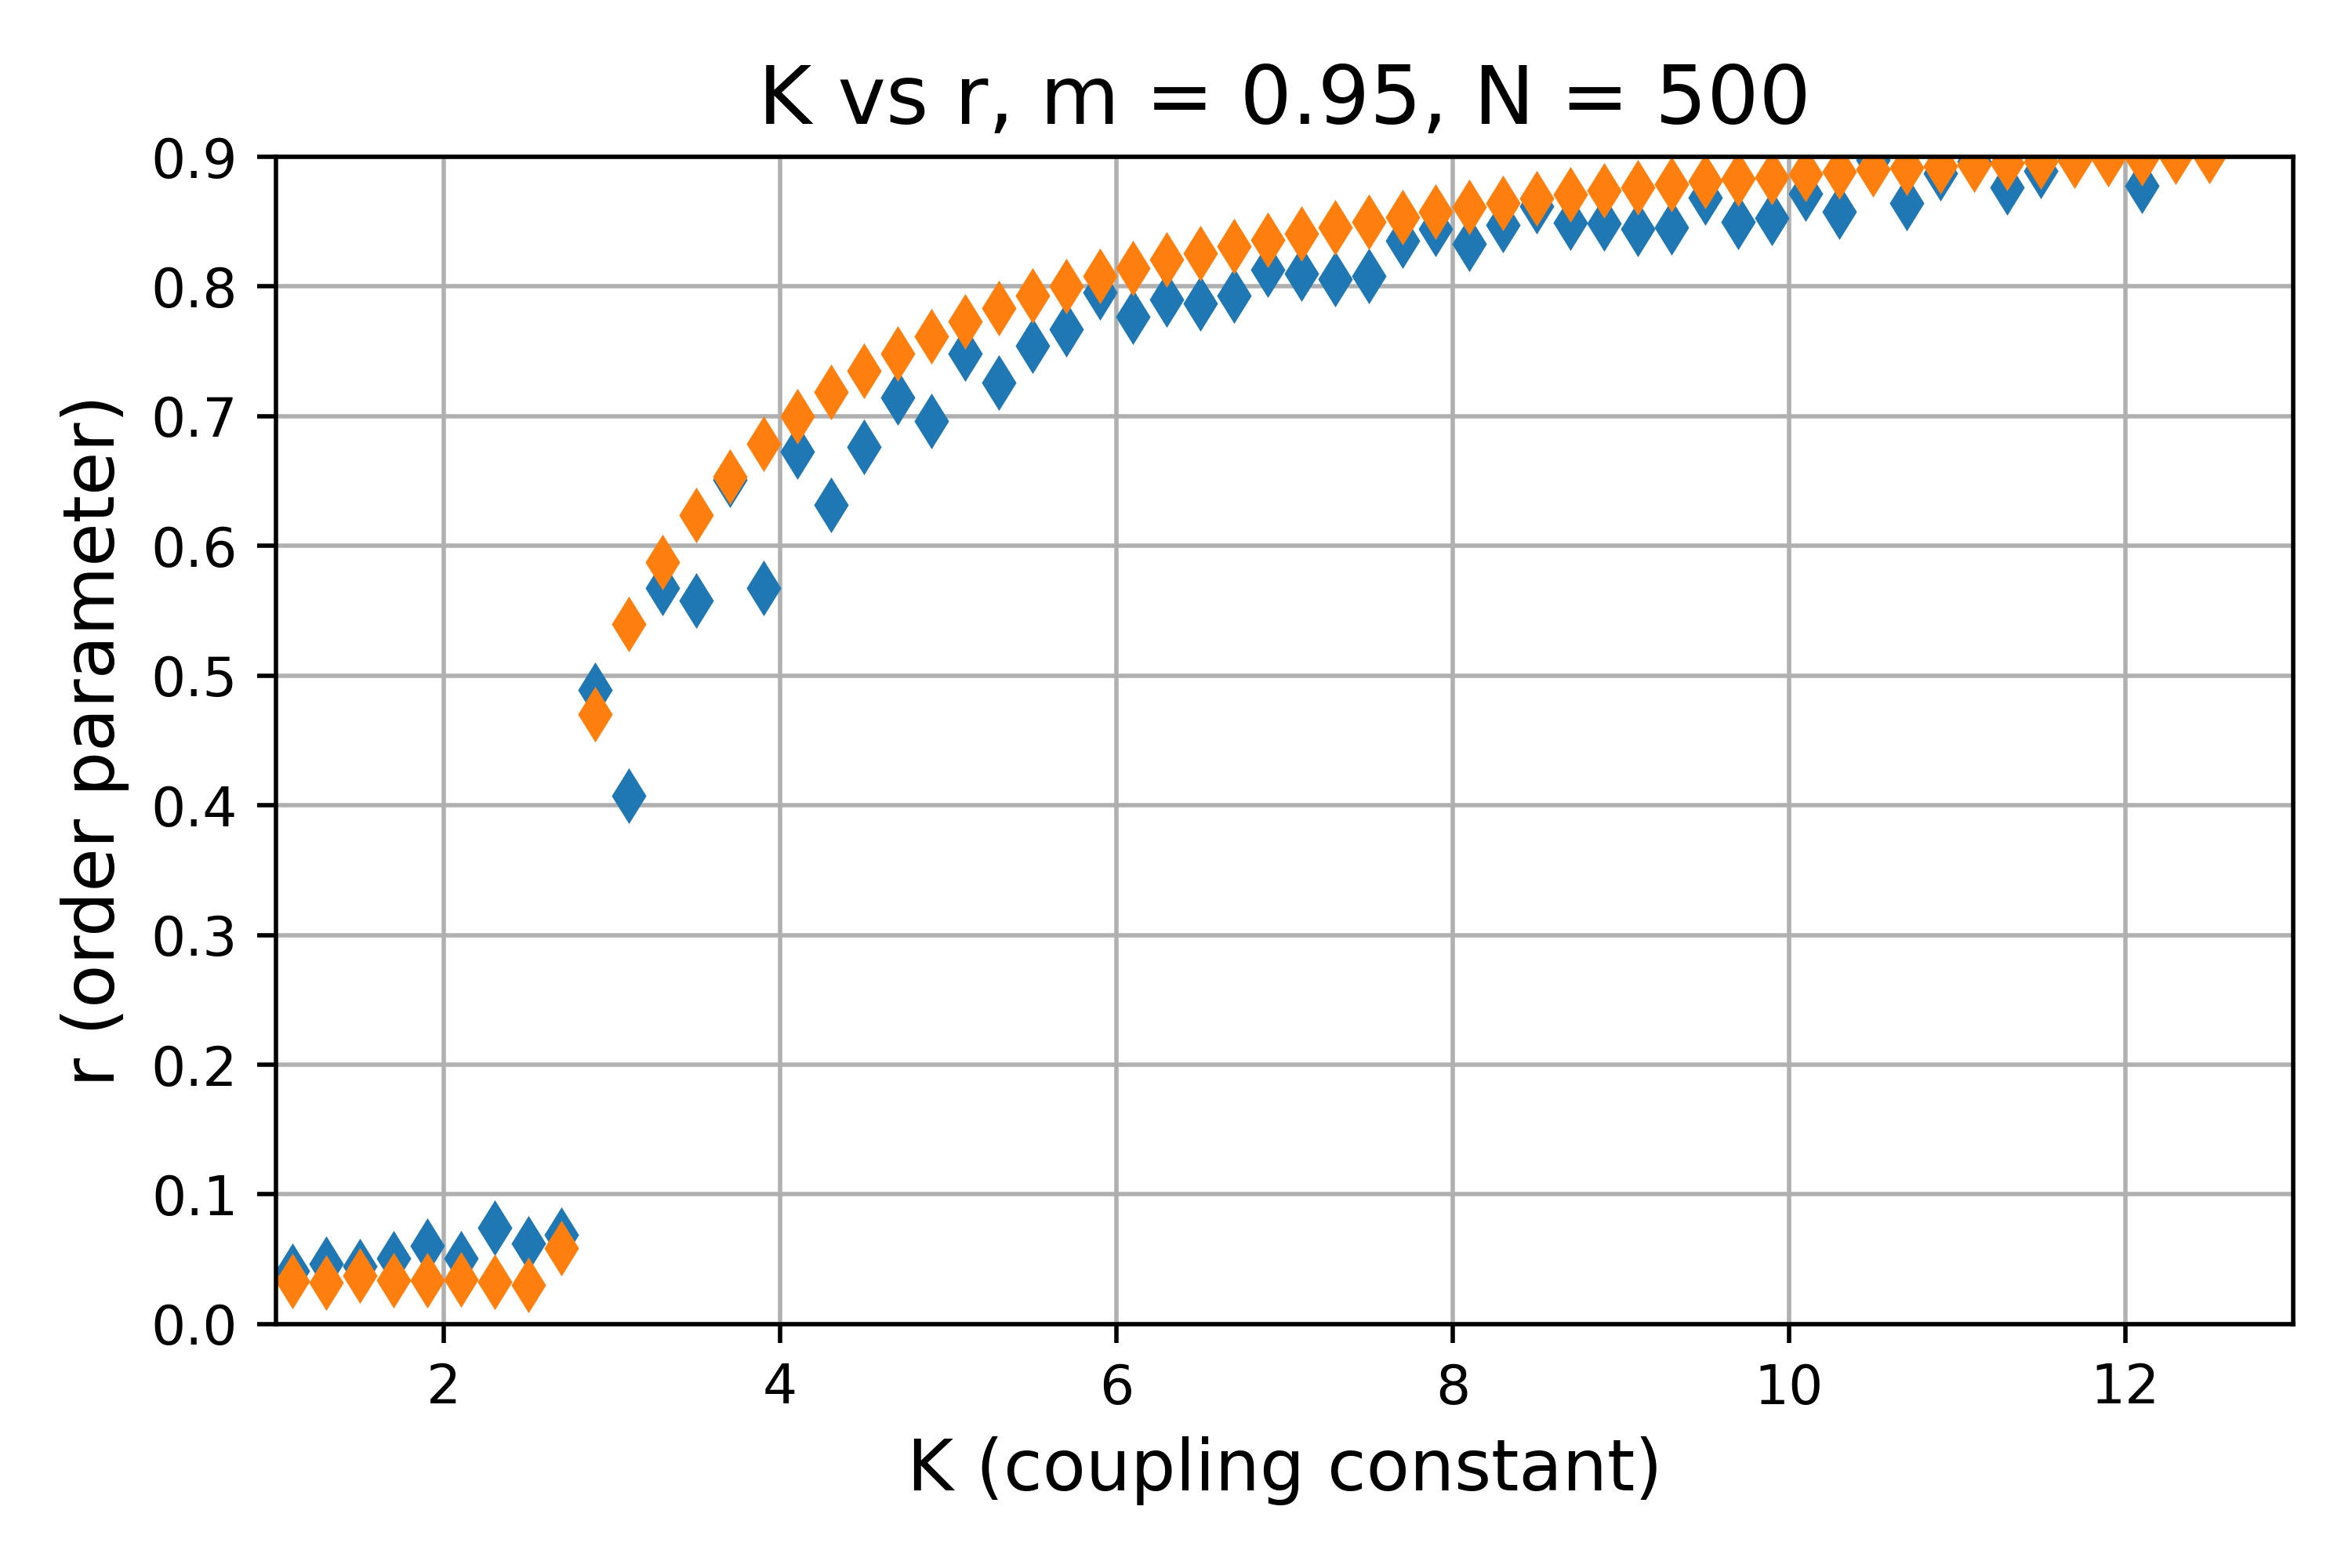 K vs r, m = 0.95, N = 500
0.9
0.8
0.7
0.6
0.5
0.4
0.3
0.2
0.1
0.0
r (order parameter)
2 4 6 8 10 12
K (coupling constant)